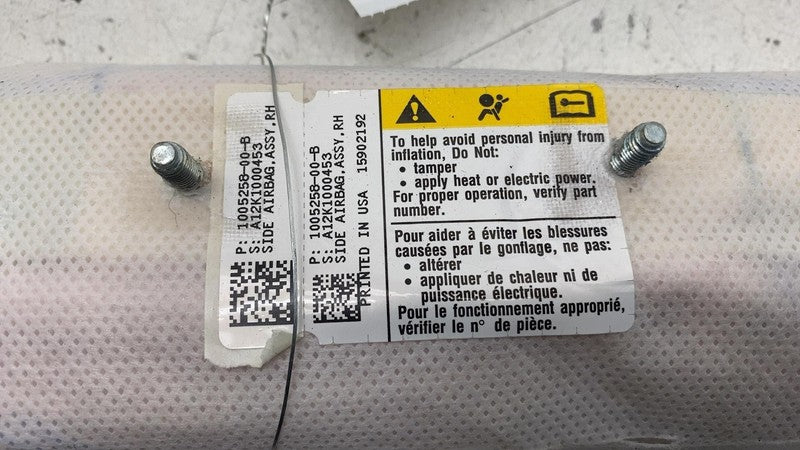 P: 1005258-00-B
S: A12K1000453
SIDE AIRBAG,ASSY,RH
P: 1005258-00-B
S: A12K1000453
SIDE AIRBAG,ASSY,RH
PRINTED IN USA 15902192
To help avoid personal injury from
inflation, Do Not:
• tamper
• apply heat or electric power.
For proper operation, verify part
number.
Pour aider à éviter les blessures
causées par le gonflage, ne pas:
• altérer
• appliquer de chaleur ni de
puissance électrique.
Pour le fonctionnement approprié,
vérifier le n° de pièce.